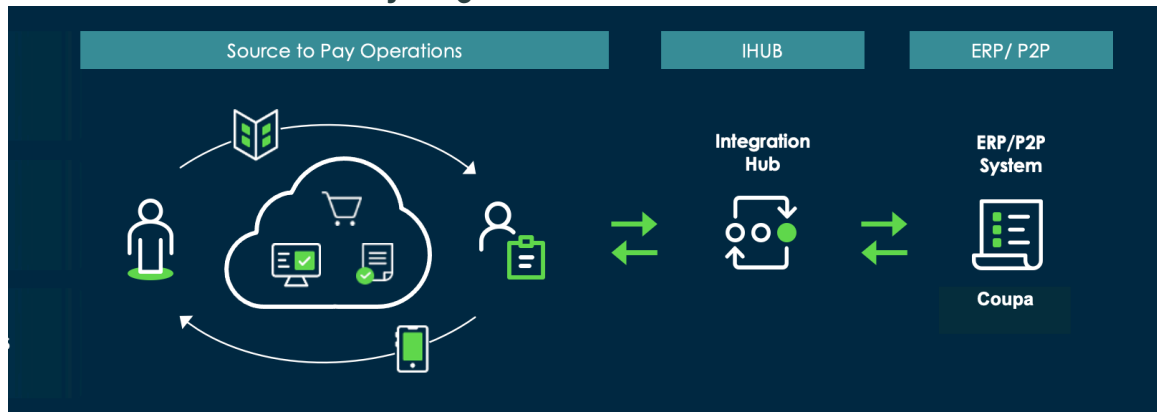 Source to Pay Operations
IHUB
ERP/ P2P
Integration
Hub
ERP/P2P
System
Coupa
s